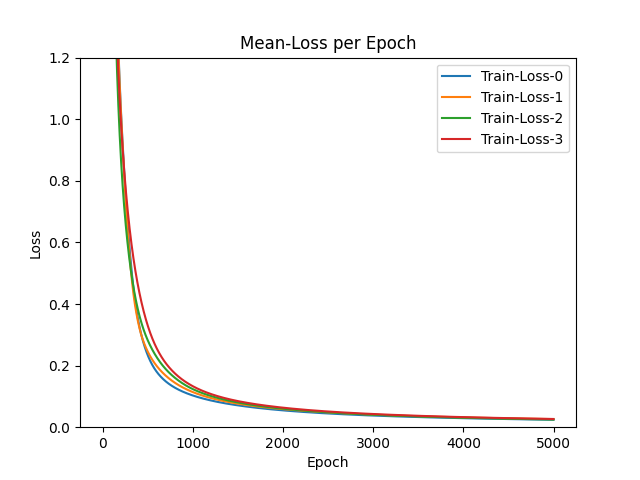 Mean-Loss per Epoch
1.2
1.0
0.8
0.6
0.4
0.2
0.0
Loss
Train-Loss-0
Train-Loss-1
Train-Loss-2
Train-Loss-3
0 1000 2000 3000 4000 5000
Epoch